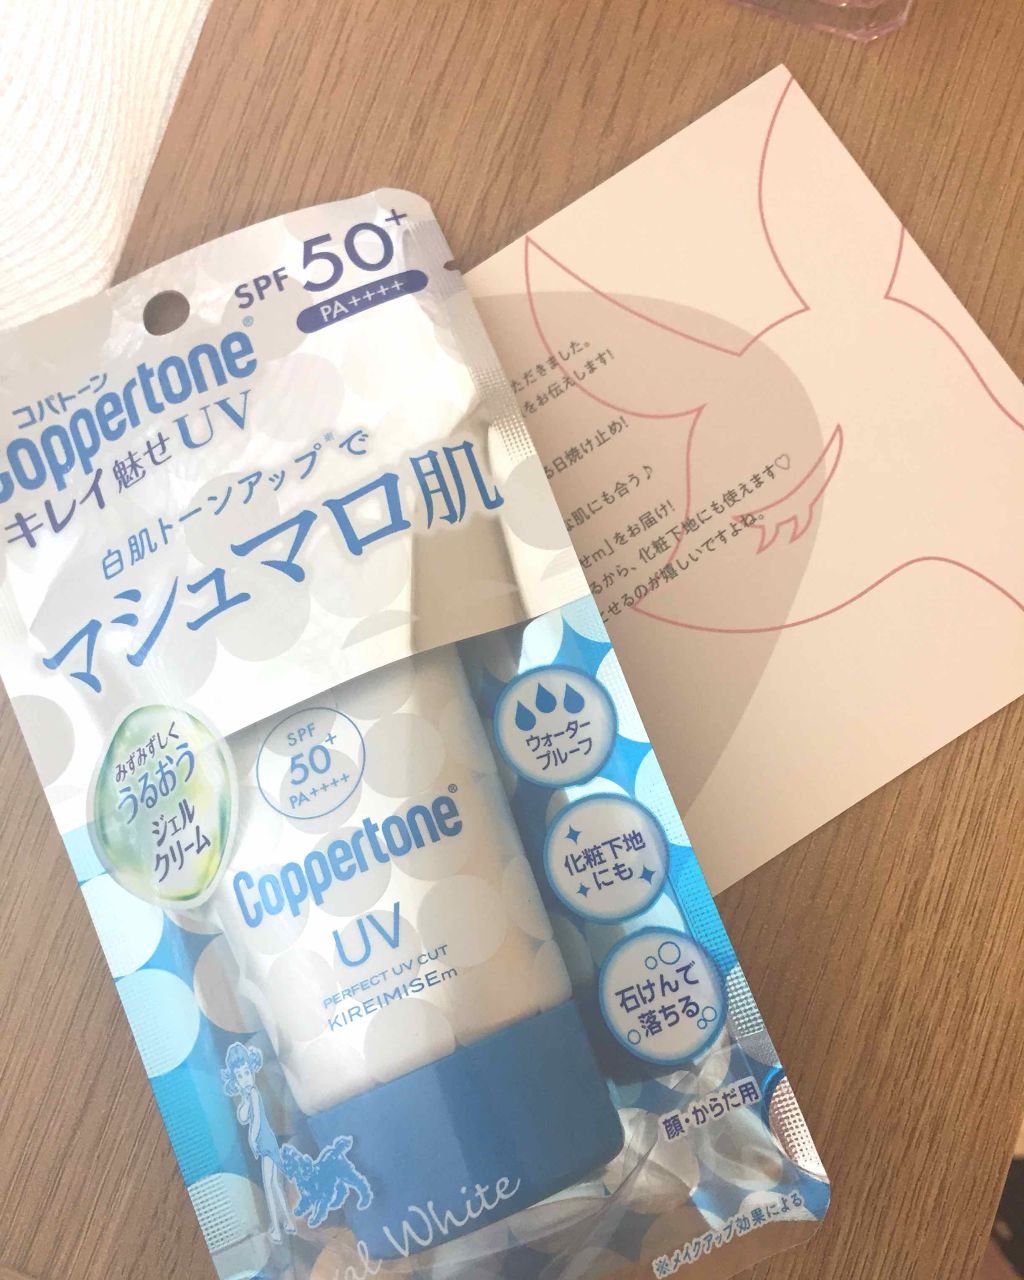 SPF 50+
PA++++
コパトーン
Coppertone®
キレイ魅せUV
白肌トーンアップ※で
マシュマロ肌
みずみずしく
うるおう
ジェル
クリーム
SPF
50+
PA++++
Coppertone®
UV
PERFECT UV CUT
KIREIMISEm
ウォーター
プルーフ
化粧下地
にも
石けんで
落ちる
顔・からだ用
White
※メイクアップ効果による
ただきました。
をお伝えします!
る日焼け止め!
な肌にも合う♪
せm」をお届け!
るから、化粧下地にも使えます♡
とせるのが嬉しいですよね。